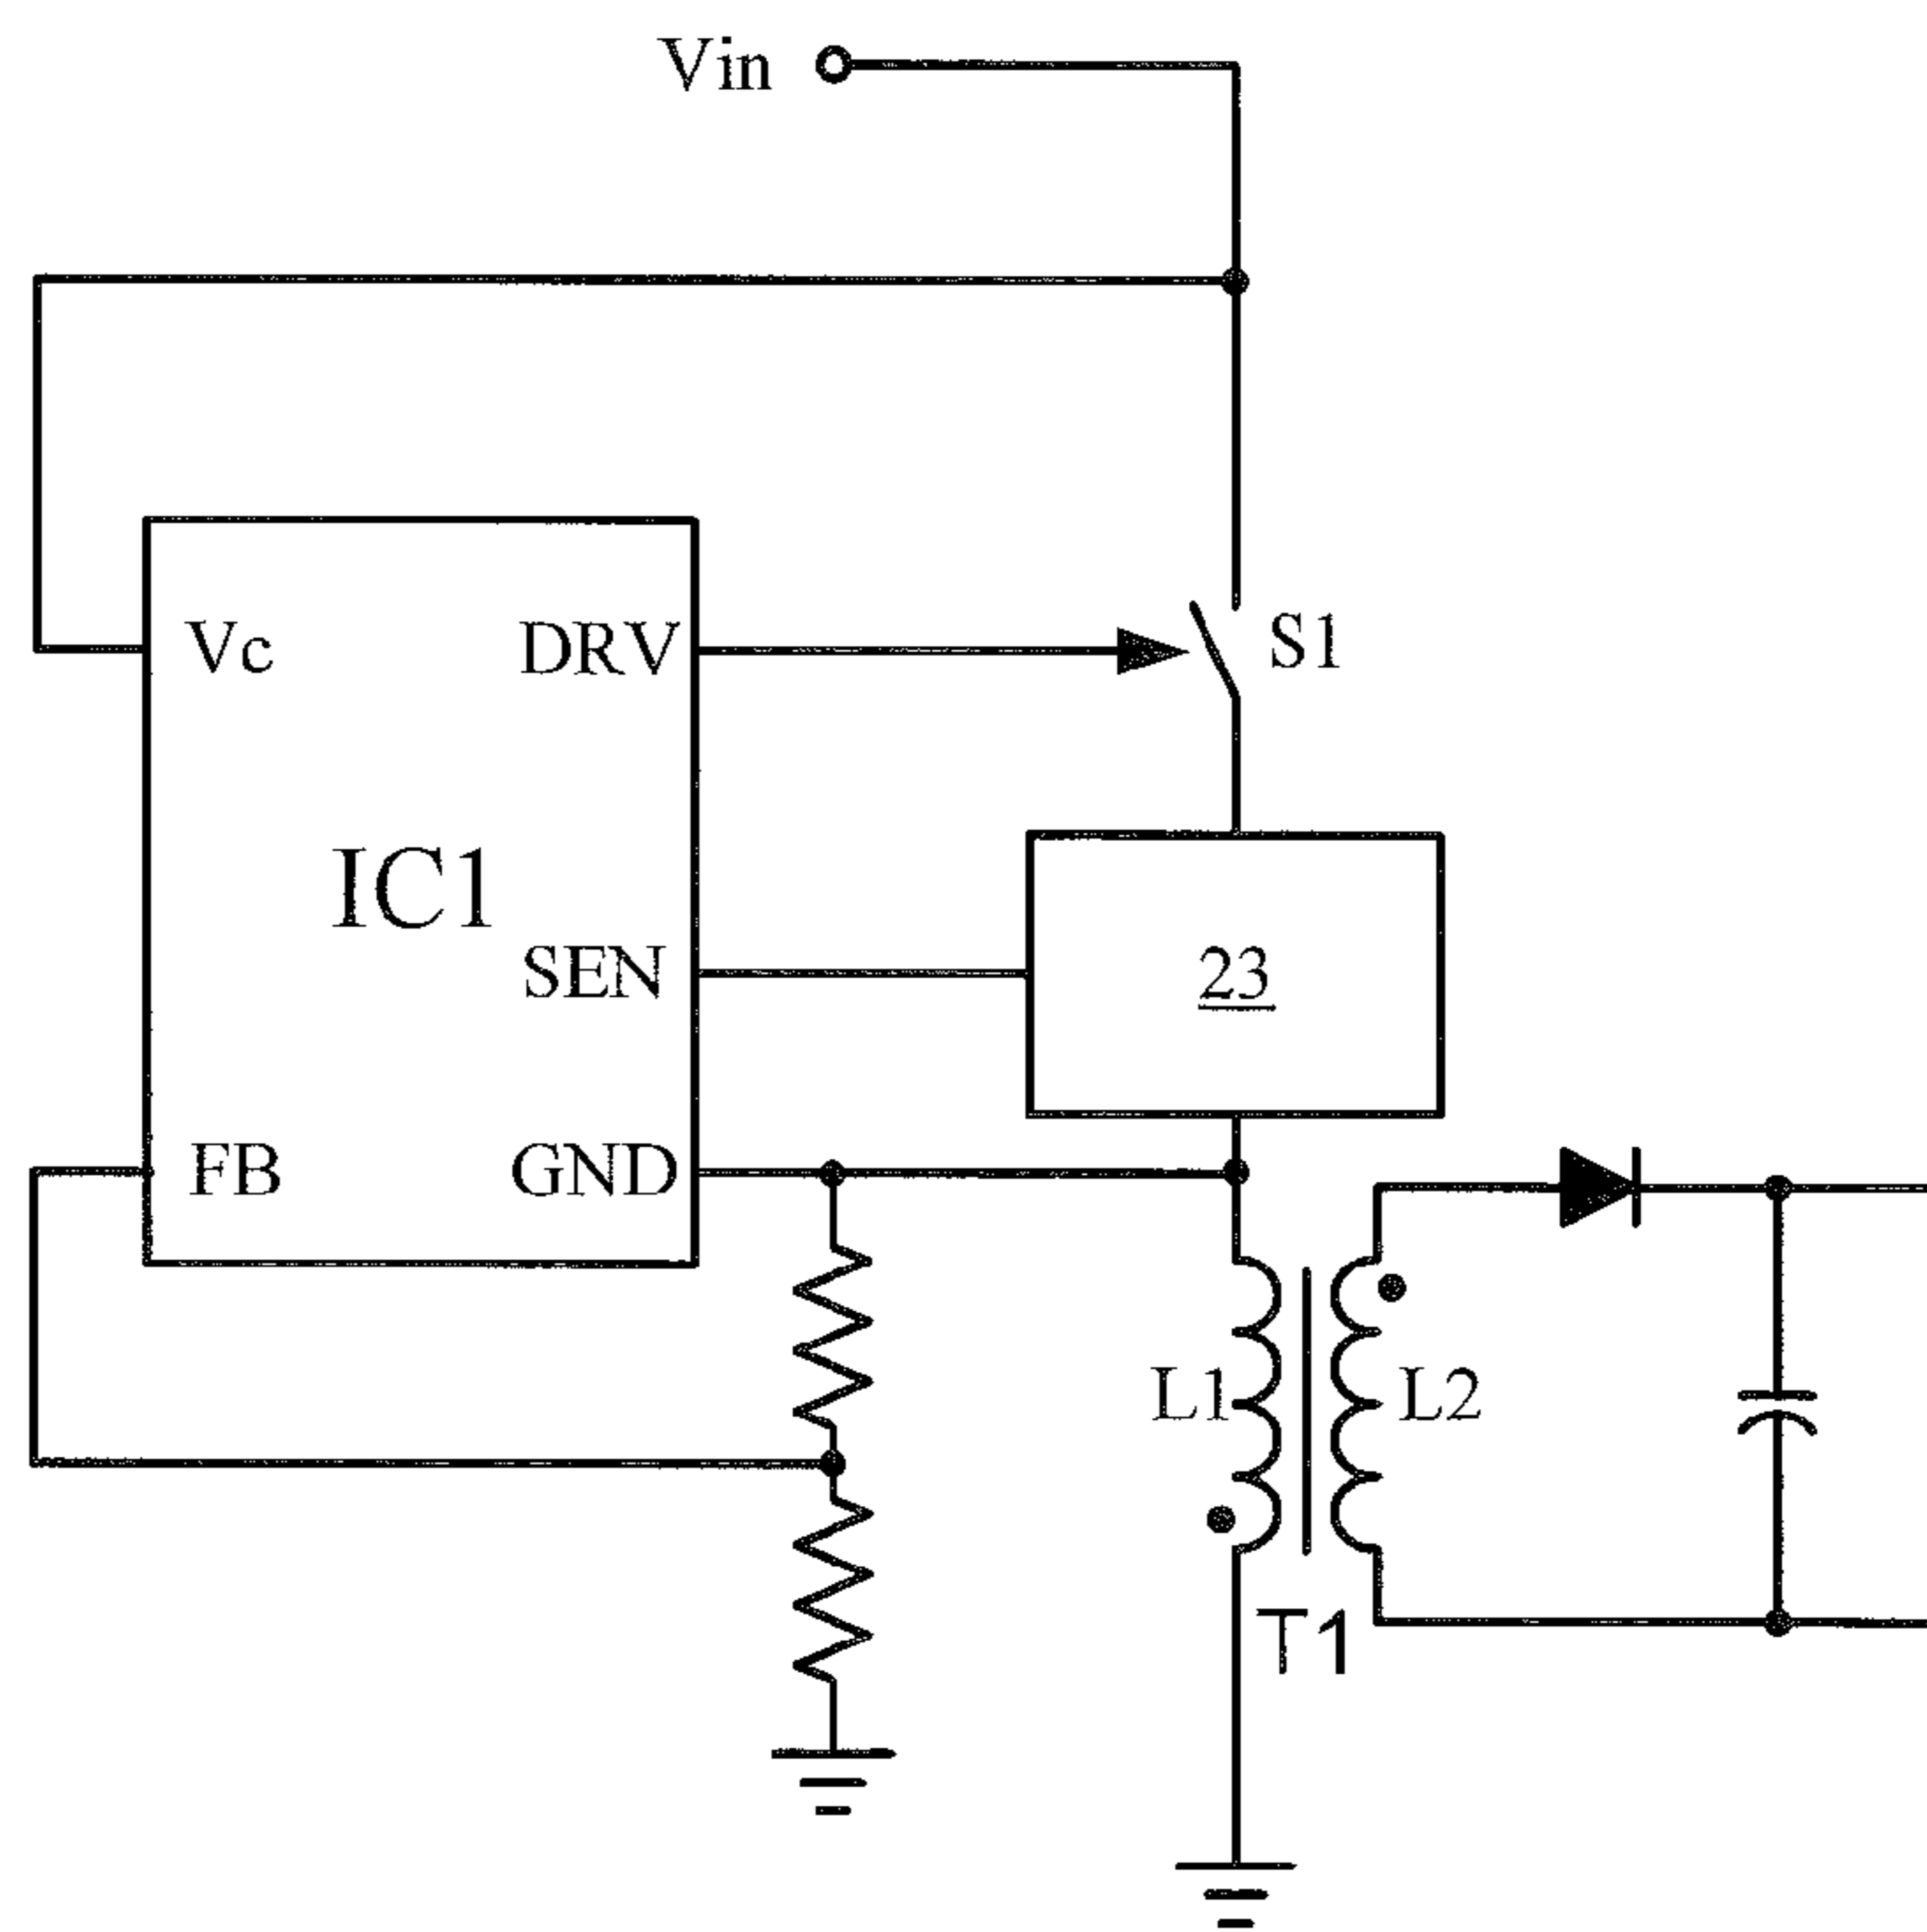 Vin
Vc
DRV
S1
IC1
SEN
23
FB
GND
L1
L2
T1